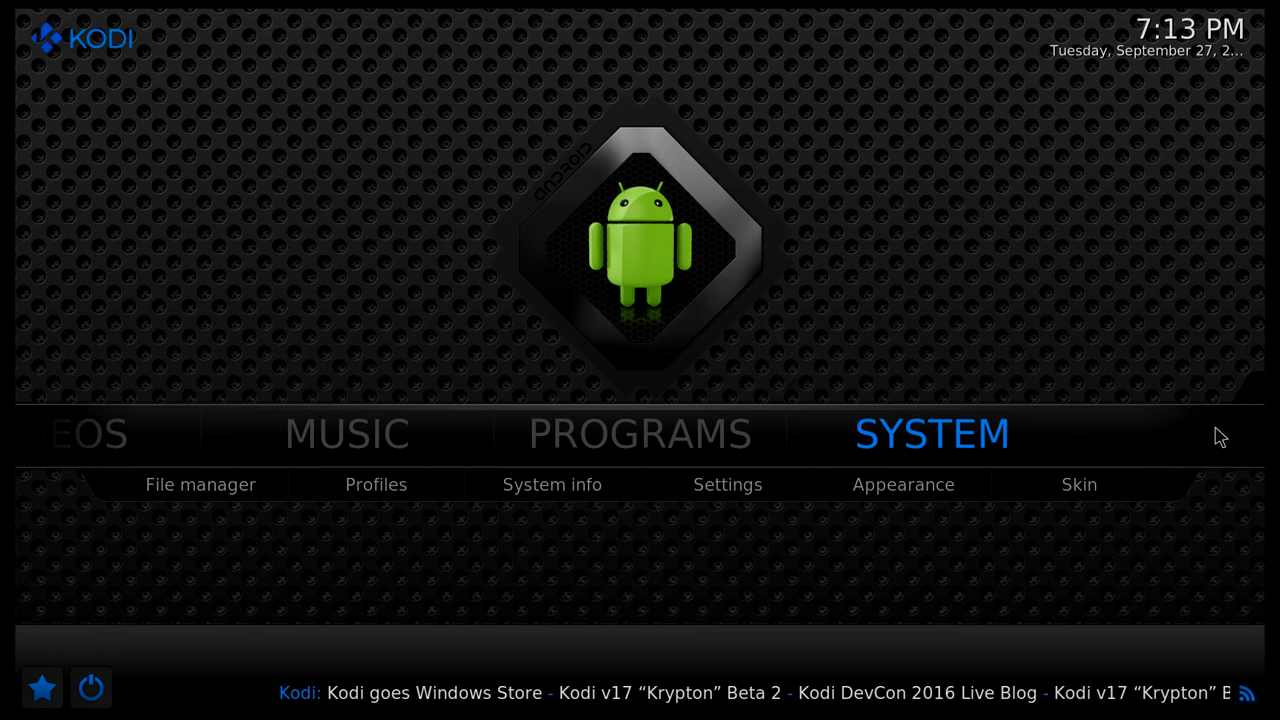 KODI
7:13 PM
Tuesday, September 27, 2...
EOS MUSIC PROGRAMS SYSTEM
File manager Profiles System info Settings Appearance Skin
Kodi: Kodi goes Windows Store - Kodi v17 “Krypton” Beta 2 - Kodi DevCon 2016 Live Blog - Kodi v17 “Krypton” B